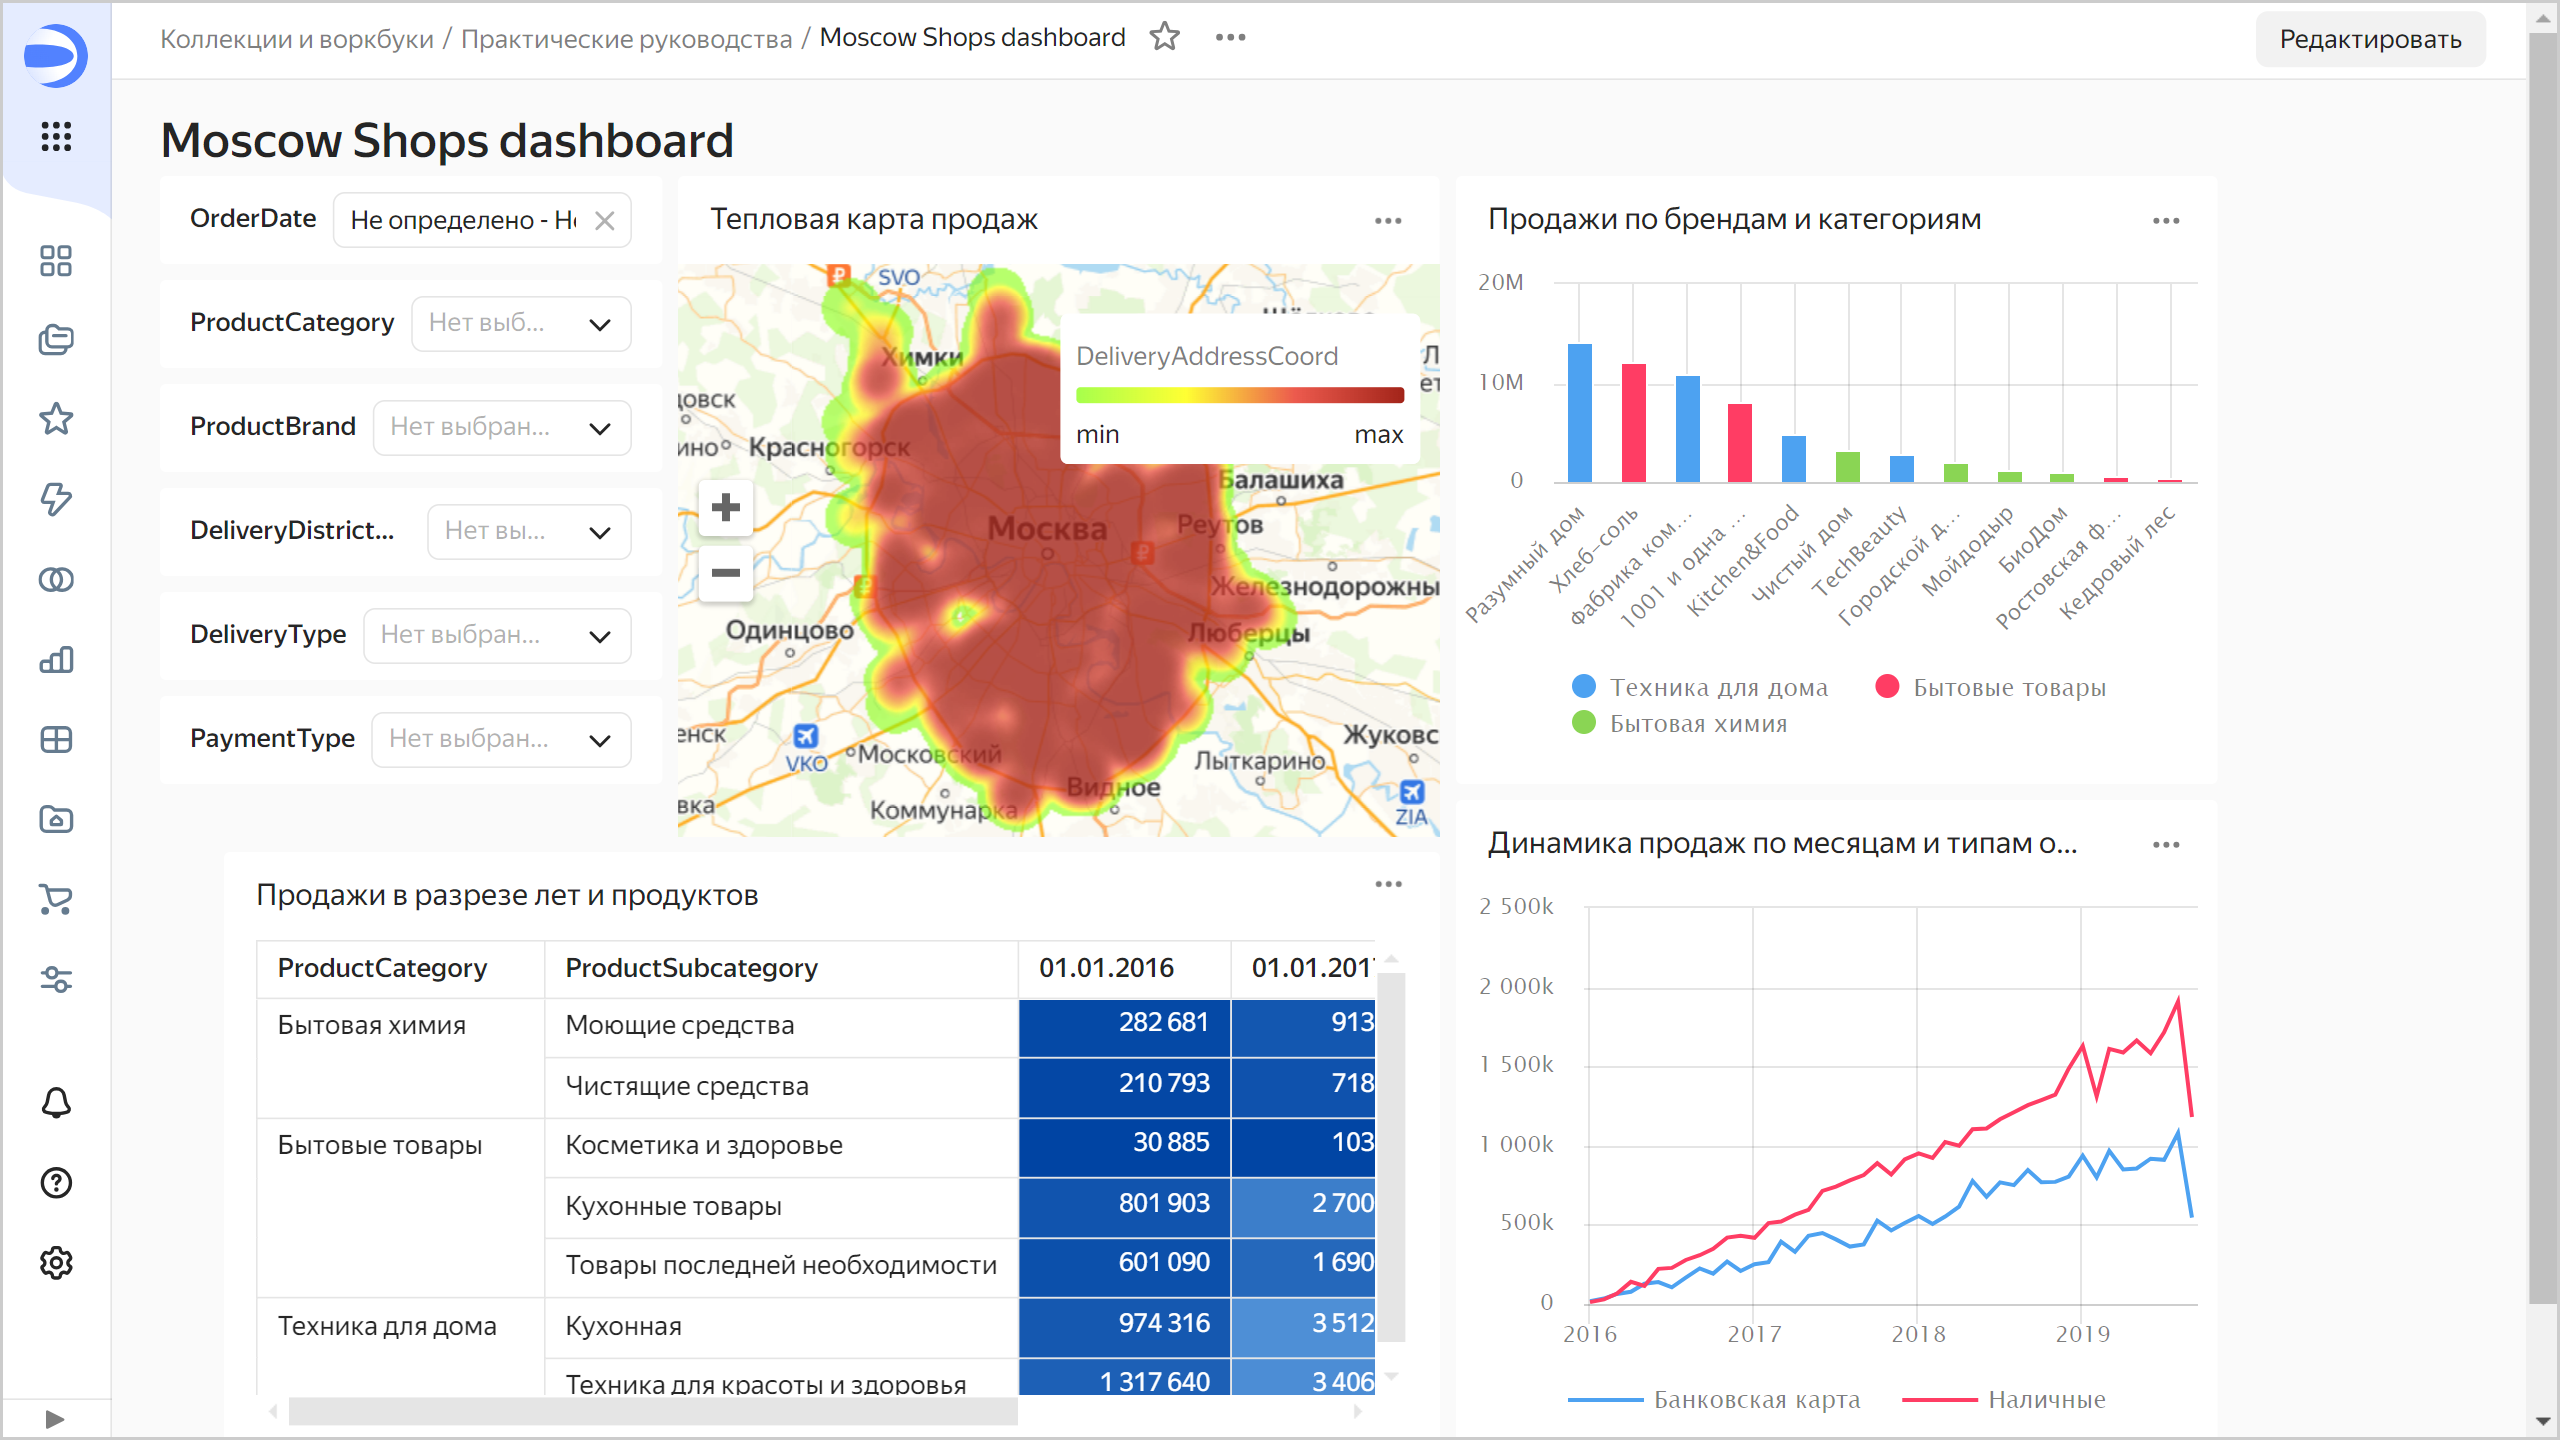 Коллекции и воркбуки / Практические руководства / Moscow Shops dashboard
Редактировать
Moscow Shops dashboard
OrderDate
Не определено - Не
ProductCategory
Нет выб...
ProductBrand
Нет выбран...
DeliveryDistrict...
Нет вы...
DeliveryType
Нет выбран...
PaymentType
Нет выбран...
Тепловая карта продаж
SVO
Химки
Красногорск
Москва
Реутов
Балашиха
Железнодорожны
Люберцы
Одинцово
VKO
Московский
Коммунарка
Видное
Лыткарино
Жуковс
ZIA
DeliveryAddressCoord
min
max
Продажи по брендам и категориям
20M
10M
0
Разумный дом
Хлеб-соль
Фабрика ком...
1001 и одна ...
Kitchen&Food
Чистый дом
TechBeauty
Городской д...
Мойдодыр
БиоДом
Ростовская ф...
Кедровый лес
Техника для дома
Бытовые товары
Бытовая химия
Продажи в разрезе лет и продуктов
ProductCategory ProductSubcategory 01.01.2016 01.01.201
Бытовая химия Моющие средства 282 681 913
Чистящие средства 210 793 718
Бытовые товары Косметика и здоровье 30 885 103
Кухонные товары 801 903 2 700
Товары последней необходимости 601 090 1 690
Техника для дома Кухонная 974 316 3 512
Техника для красоты и здоровья 1 317 640 3 406
Динамика продаж по месяцам и типам о...
2 500k
2 000k
1 500k
1 000k
500k
0
2016 2017 2018 2019
Банковская карта
Наличные